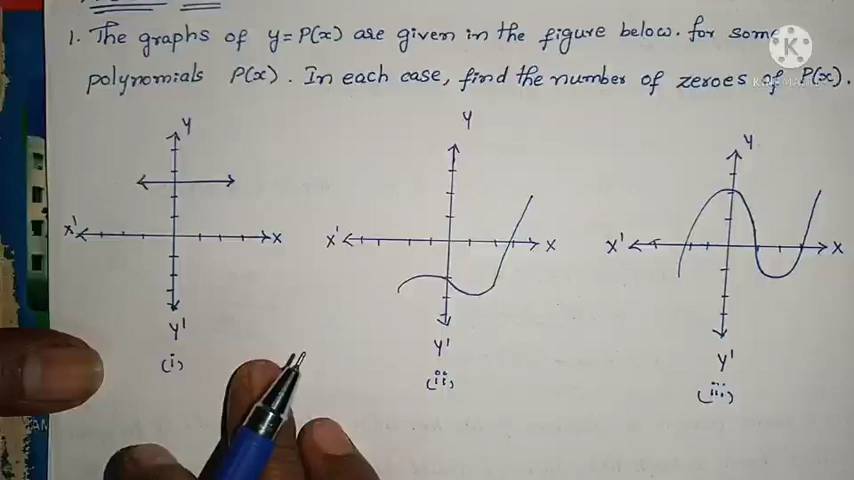 1. The graphs of y=P(x) are given in the figure below. for some
polynomials P(x). In each case, find the number of zeroes of P(x).
Y
Y
Y
X' X
X' X
X' X
Y'
Y'
Y'
(i)
(ii)
(iii)
K